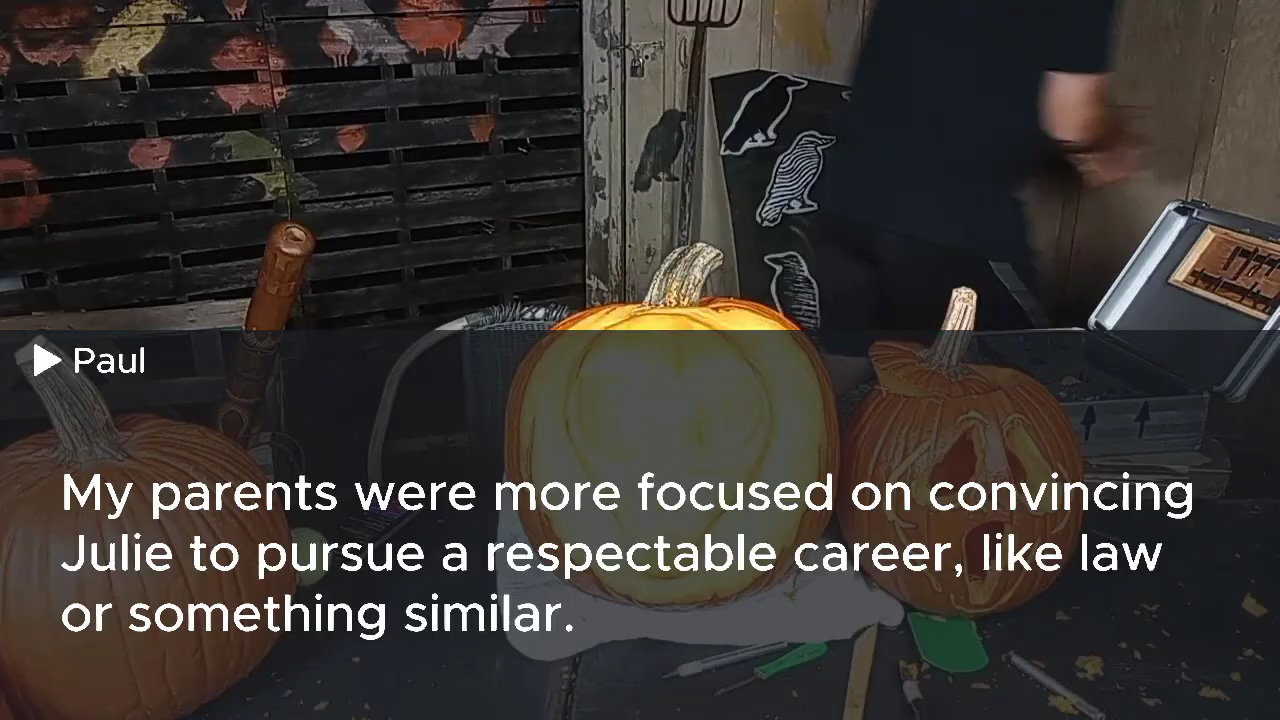 Paul
My parents were more focused on convincing
Julie to pursue a respectable career, like law
or something similar.